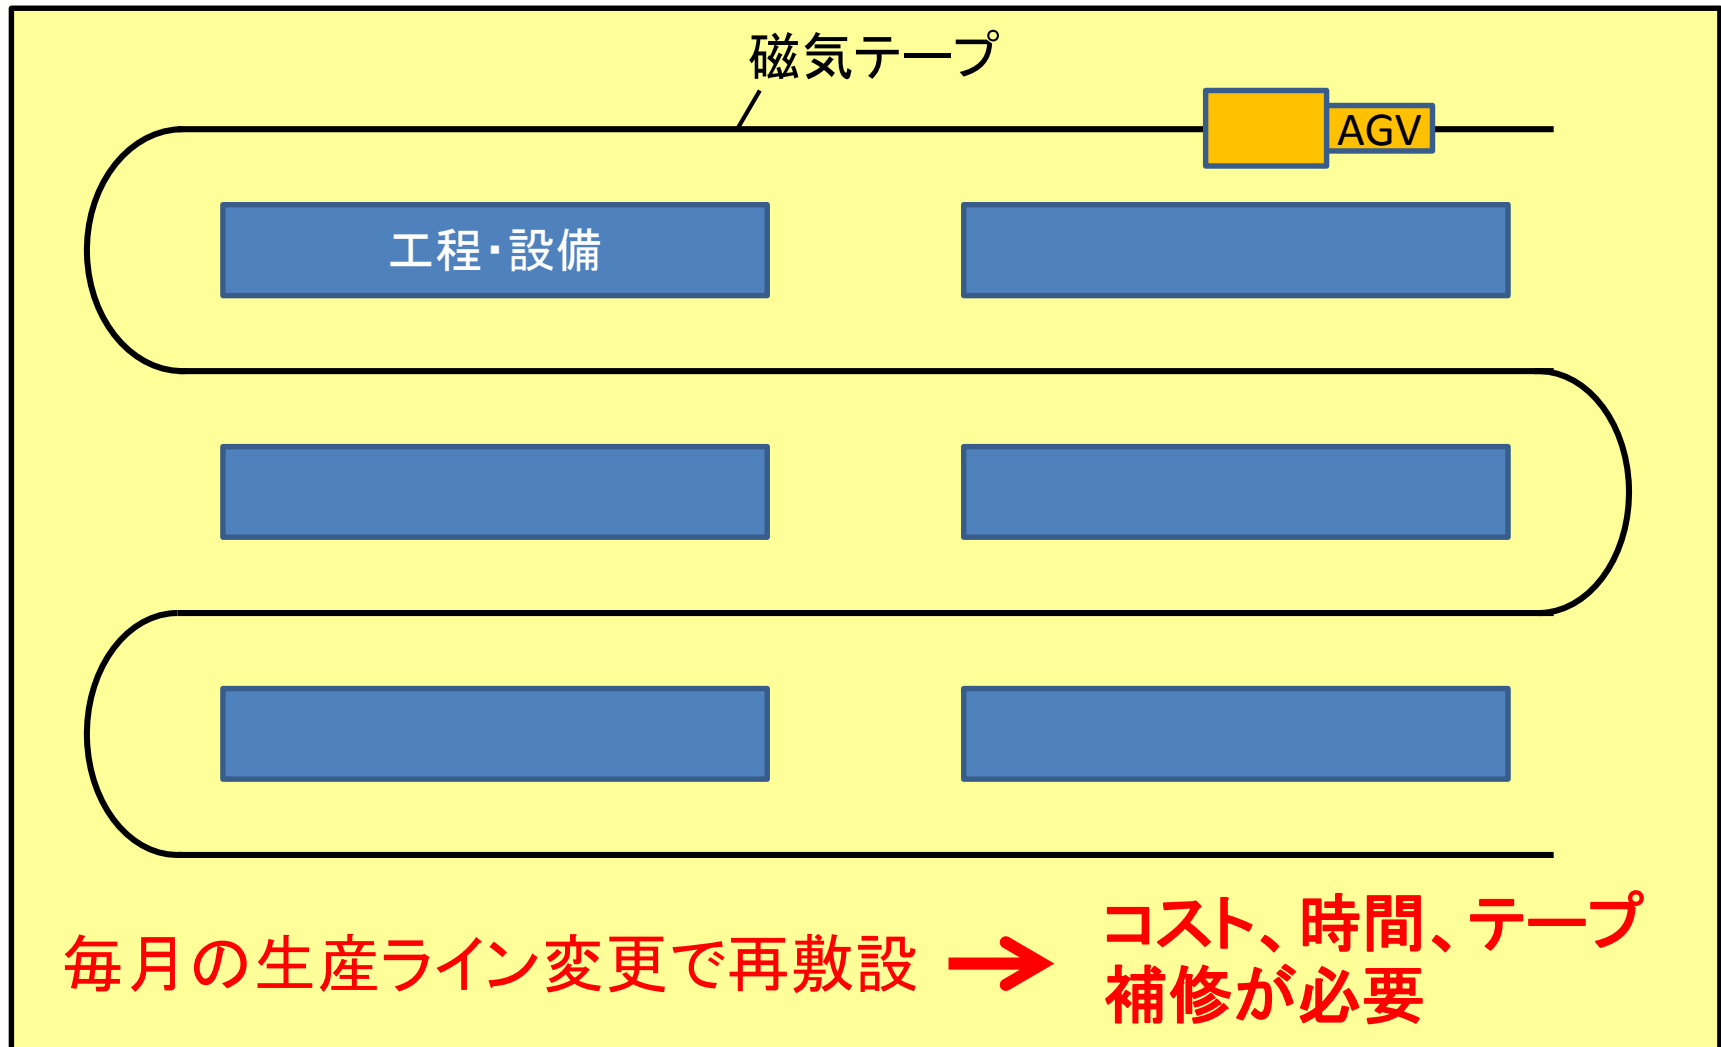 磁気テープ
AGV
工程・設備
毎月の生産ライン変更で再敷設
コスト、時間、テープ
補修が必要